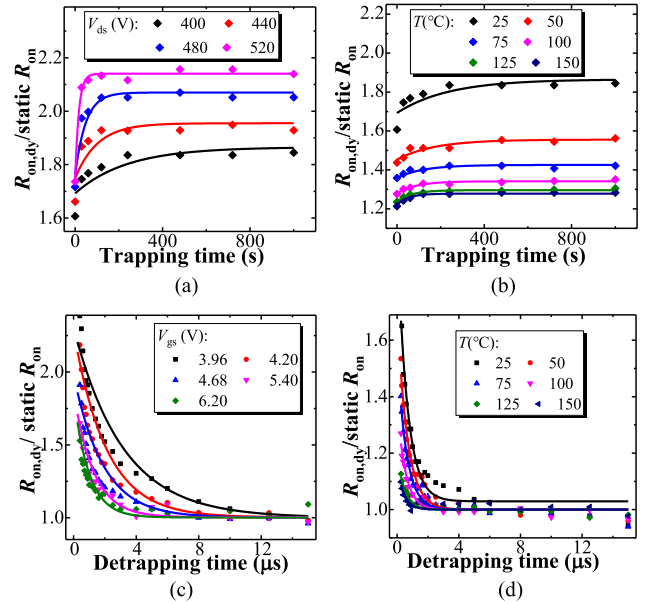 V_ds (V): 400 440
480 520
2.2
2.0
1.8
1.6
R_on,dy/static R_on
0 400 800
Trapping time (s)
(a)
T(℃): 25 50
75 100
125 150
2.0
1.8
1.6
1.4
1.2
R_on,dy/static R_on
0 400 800
Trapping time (s)
(b)
V_gs (V):
3.96 4.20
4.68 5.40
6.20
2.0
1.5
1.0
R_on,dy/ static R_on
0 4 8 12
Detrapping time (μs)
(c)
T(℃):
25 50
75 100
125 150
1.6
1.4
1.2
1.0
R_on,dy/ static R_on
0 4 8 12
Detrapping time (μs)
(d)